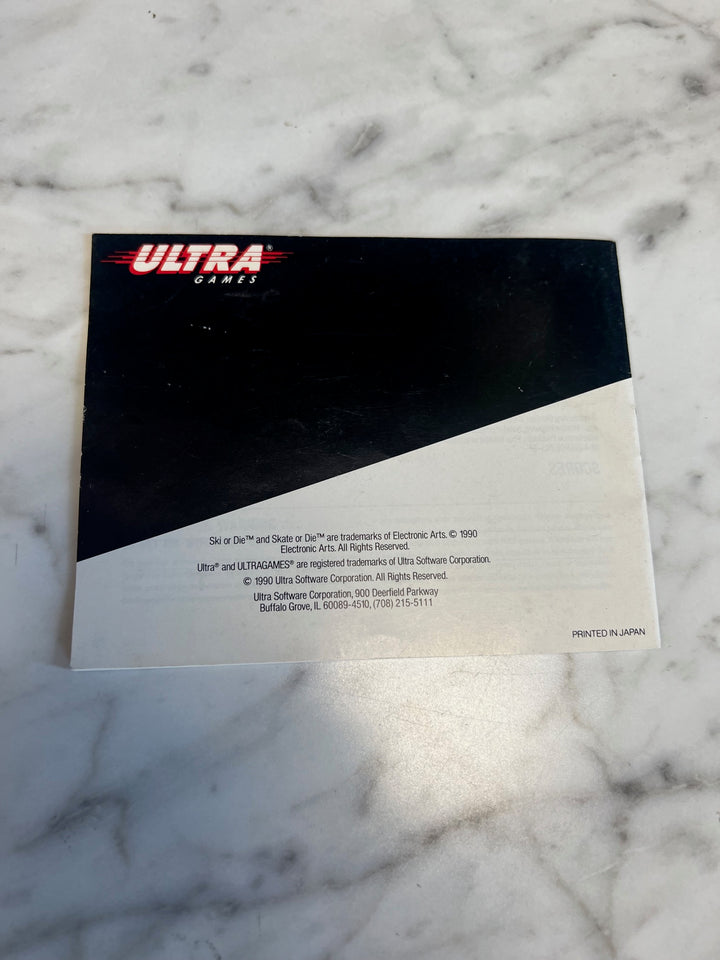 ULTRA®
GAMES
SCORES
Ski or Die™ and Skate or Die™ are trademarks of Electronic Arts. © 1990
Electronic Arts. All Rights Reserved.
Ultra® and ULTRAGAMES® are registered trademarks of Ultra Software Corporation.
© 1990 Ultra Software Corporation. All Rights Reserved.
Ultra Software Corporation, 900 Deerfield Parkway
Buffalo Grove, IL 60089-4510, (708) 215-5111
PRINTED IN JAPAN